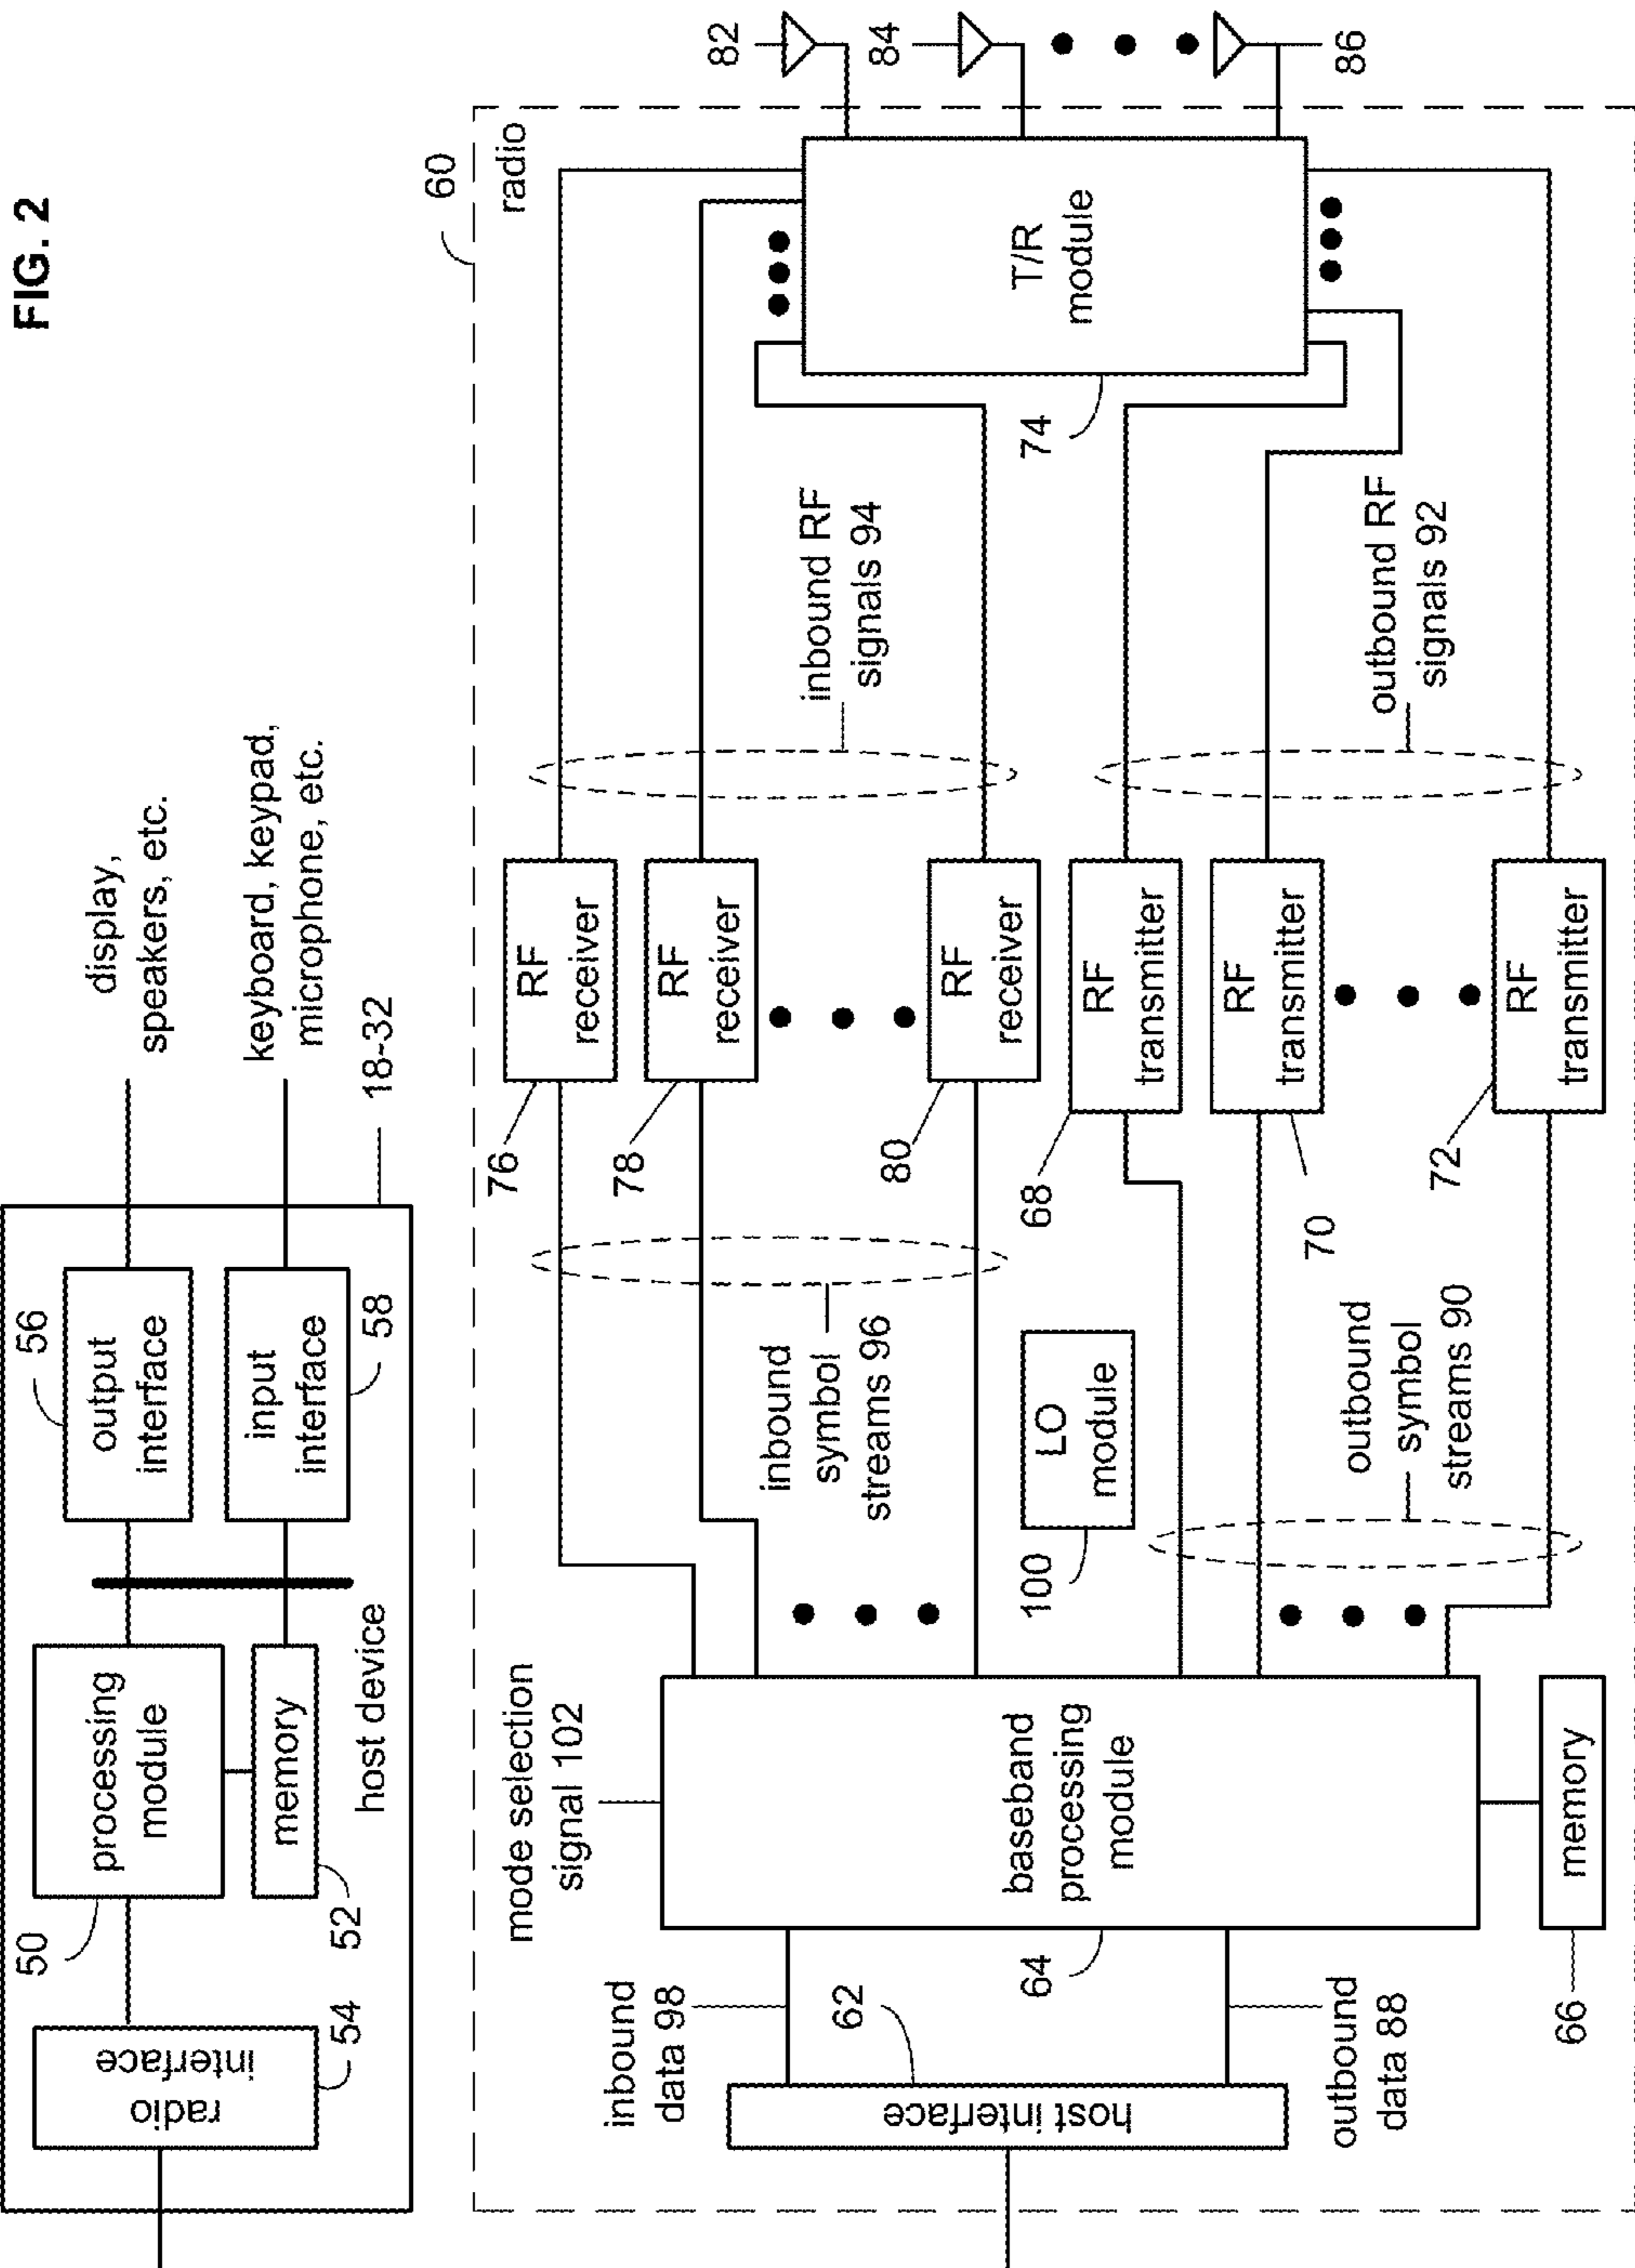 FIG. 2
display,
speakers, etc.
keyboard, keypad,
microphone, etc.
18-32
56
output
interface
input
interface
58
50
processing
module
memory
52
host device
radio
interface
54
60
radio
82
84
86
T/R
module
74
inbound RF
signals 94
outbound RF
signals 92
RF
receiver
76
RF
receiver
78
RF
receiver
80
RF
transmitter
68
RF
transmitter
70
RF
transmitter
72
inbound
symbol
streams 96
LO
module
100
outbound
symbol
streams 90
mode selection
signal 102
baseband
processing
module
64
memory
66
inbound
data 98
62
host interface
outbound
data 88